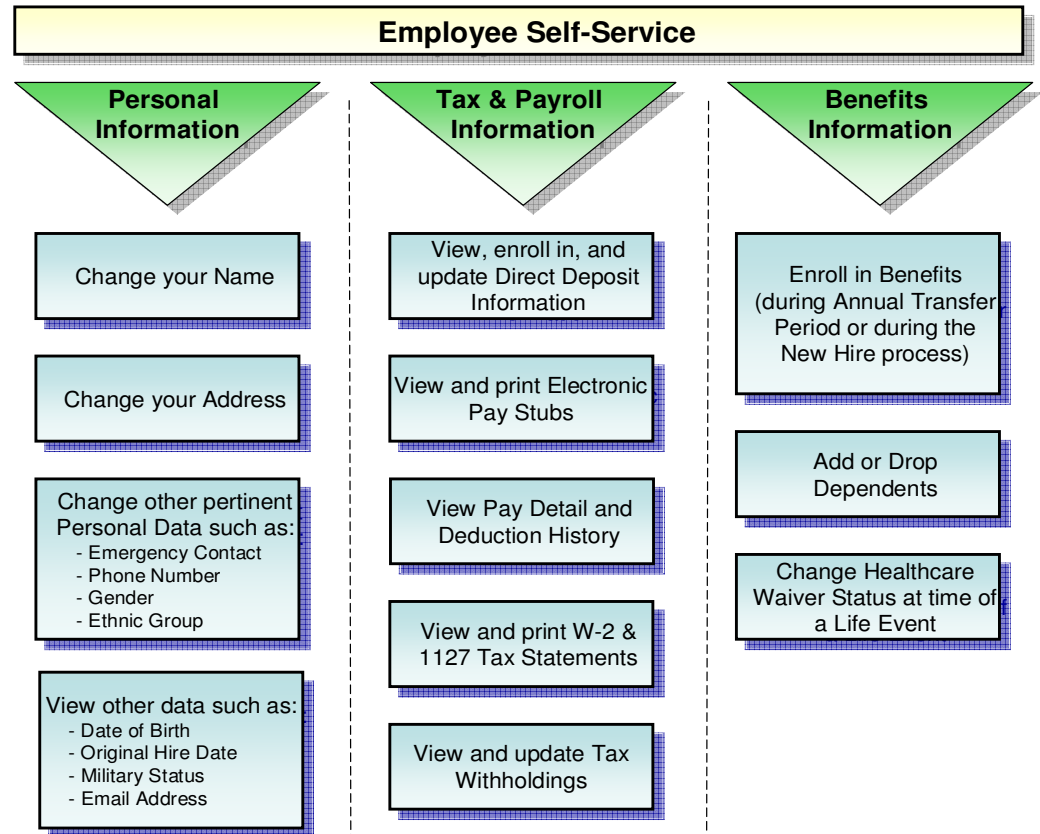 Employee Self-Service
Personal
Information
Change your Name
Change your Address
Change other pertinent
Personal Data such as:
- Emergency Contact
- Phone Number
- Gender
- Ethnic Group
View other data such as:
- Date of Birth
- Original Hire Date
- Military Status
- Email Address
Tax & Payroll
Information
View, enroll in, and
update Direct Deposit
Information
View and print Electronic
Pay Stubs
View Pay Detail and
Deduction History
View and print W-2 &
1127 Tax Statements
View and update Tax
Withholdings
Benefits
Information
Enroll in Benefits
(during Annual Transfer
Period or during the
New Hire process)
Add or Drop
Dependents
Change Healthcare
Waiver Status at time of
a Life Event